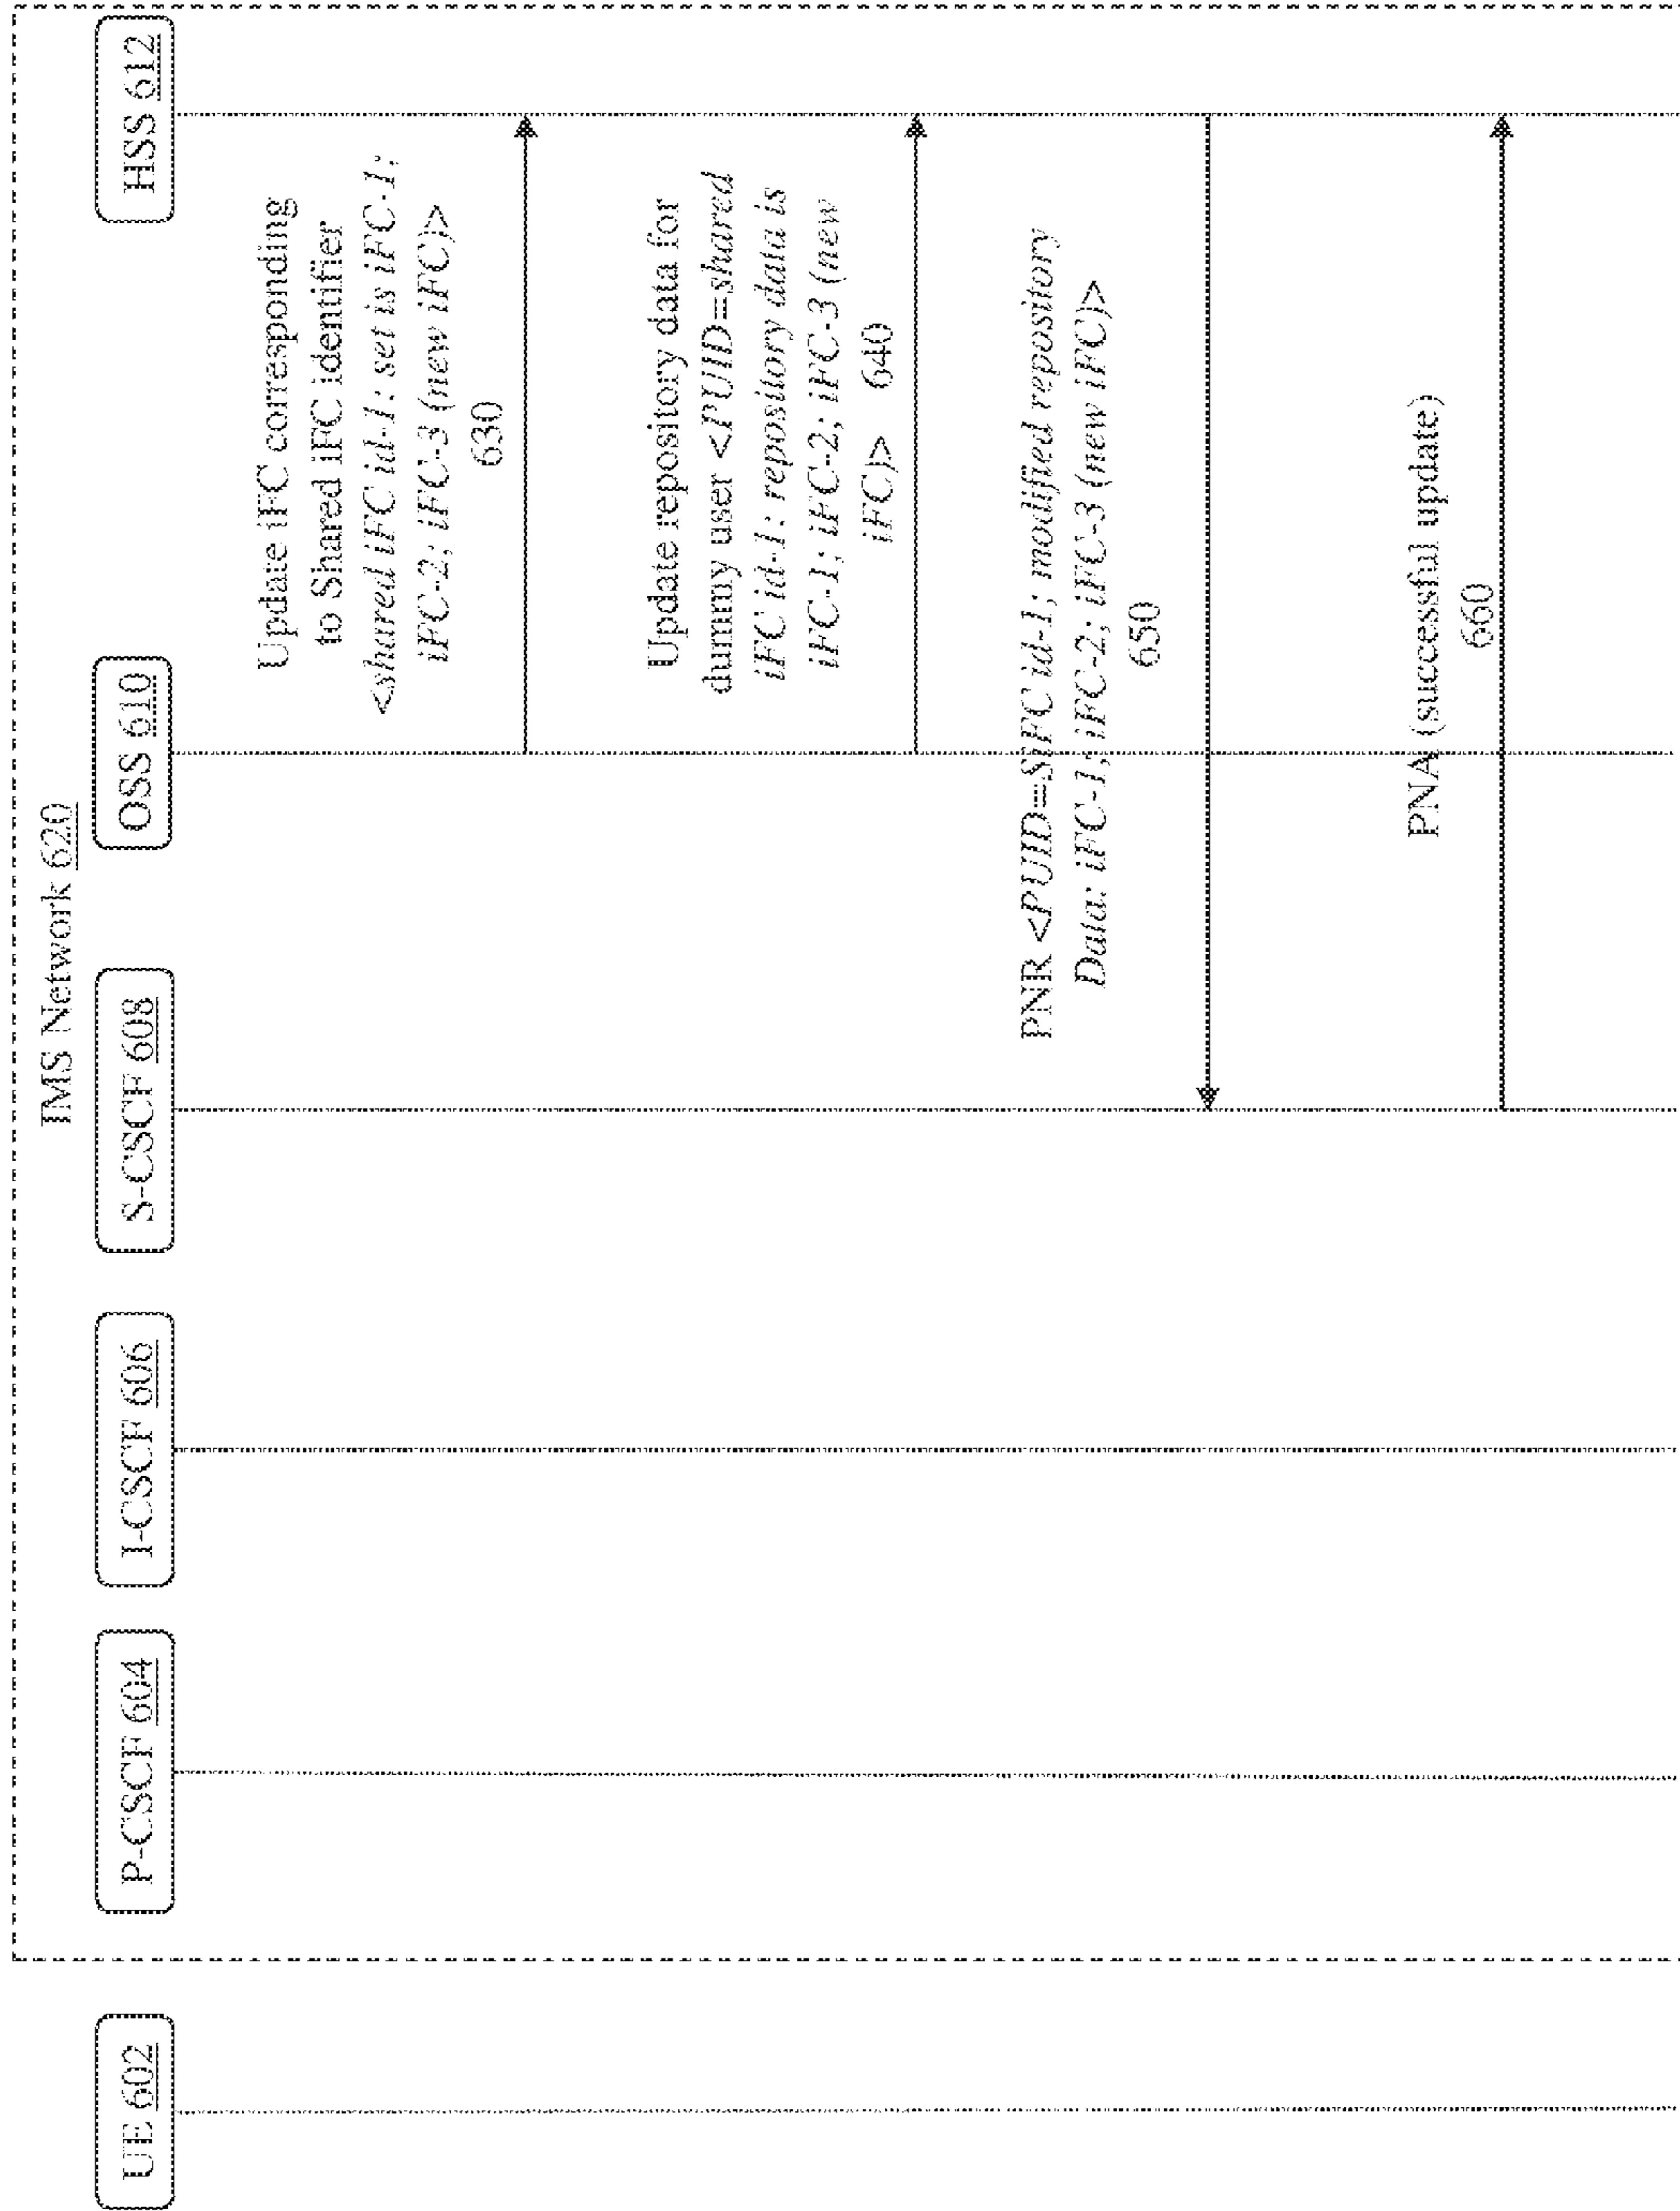 IMS Network 620
UE 602
P-CSCF 604
I-CSCF 606
S-CSCF 608
OSS 610
HSS 612
Update iFC corresponding
to Shared iFC identifier
<shared iFC id-1: set is iFC-1;
iFC-2; iFC-3 (new iFC)>
630
Update repository data for
dummy user <PUID=shared
iFC id-1: repository data is
iFC-1; iFC-2; iFC-3 (new
iFC)> 640
PNR <PUID=SiFC id-1; modified repository
Data: iFC-1; iFC-2; iFC-3 (new iFC)>
650
PNA (successful update)
660